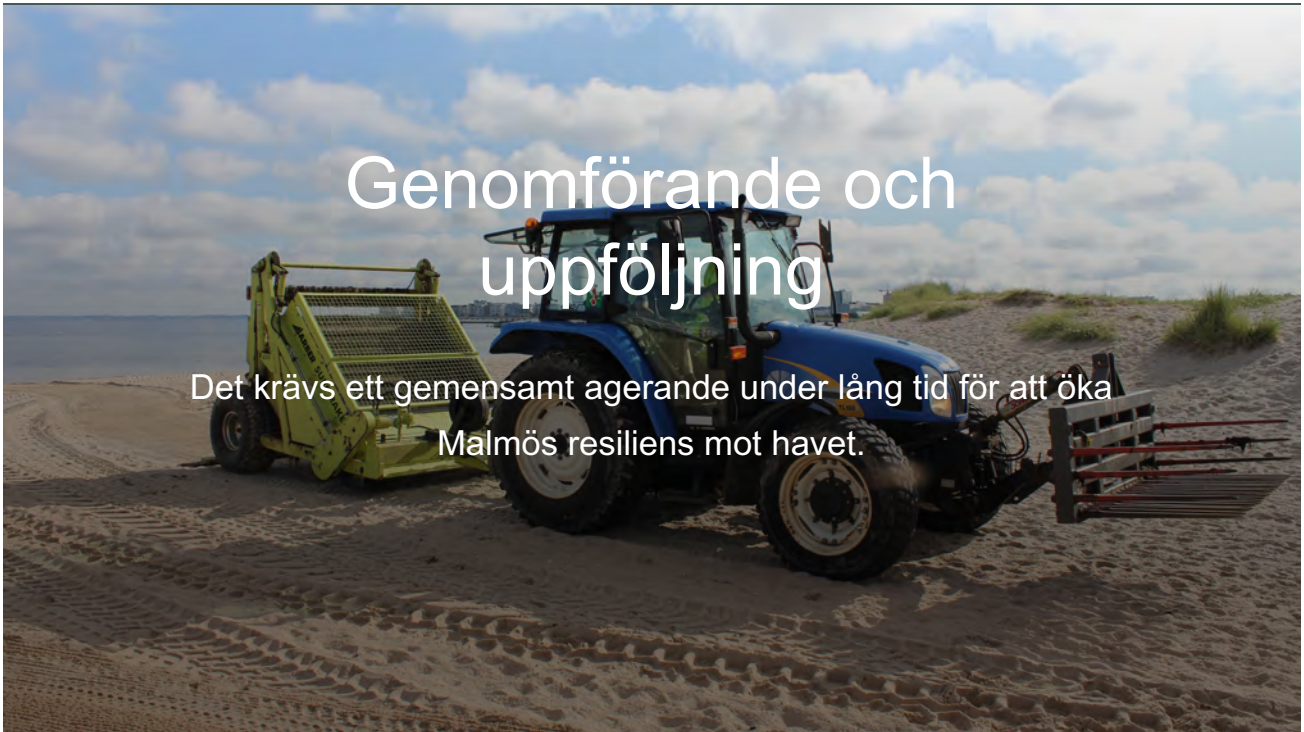 Genomförande och
uppföljning
Det krävs ett gemensamt agerande under lång tid för att öka
Malmös resiliens mot havet.